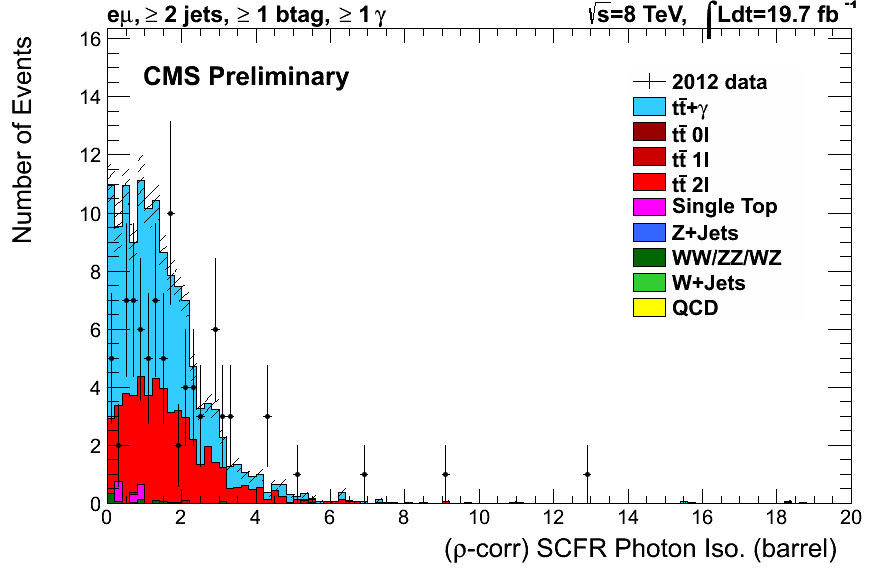 eμ, ≥ 2 jets, ≥ 1 btag, ≥ 1 γ
√s=8 TeV, ∫Ldt=19.7 fb⁻¹
CMS Preliminary
Number of Events
16
14
12
10
8
6
4
2
0
2012 data
tt̄+γ
tt̄ 0l
tt̄ 1l
tt̄ 2l
Single Top
Z+Jets
WW/ZZ/WZ
W+Jets
QCD
0 2 4 6 8 10 12 14 16 18 20
(ρ-corr) SCFR Photon Iso. (barrel)